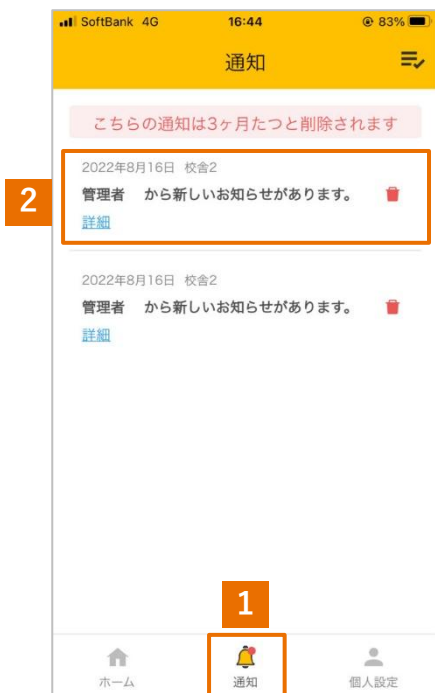 SoftBank 4G 16:44 83%
通知
こちらの通知は3ヶ月たつと削除されます
2022年8月16日 校舎2
管理者 から新しいお知らせがあります。
詳細
2
2022年8月16日 校舎2
管理者 から新しいお知らせがあります。
詳細
1
ホーム 通知 個人設定